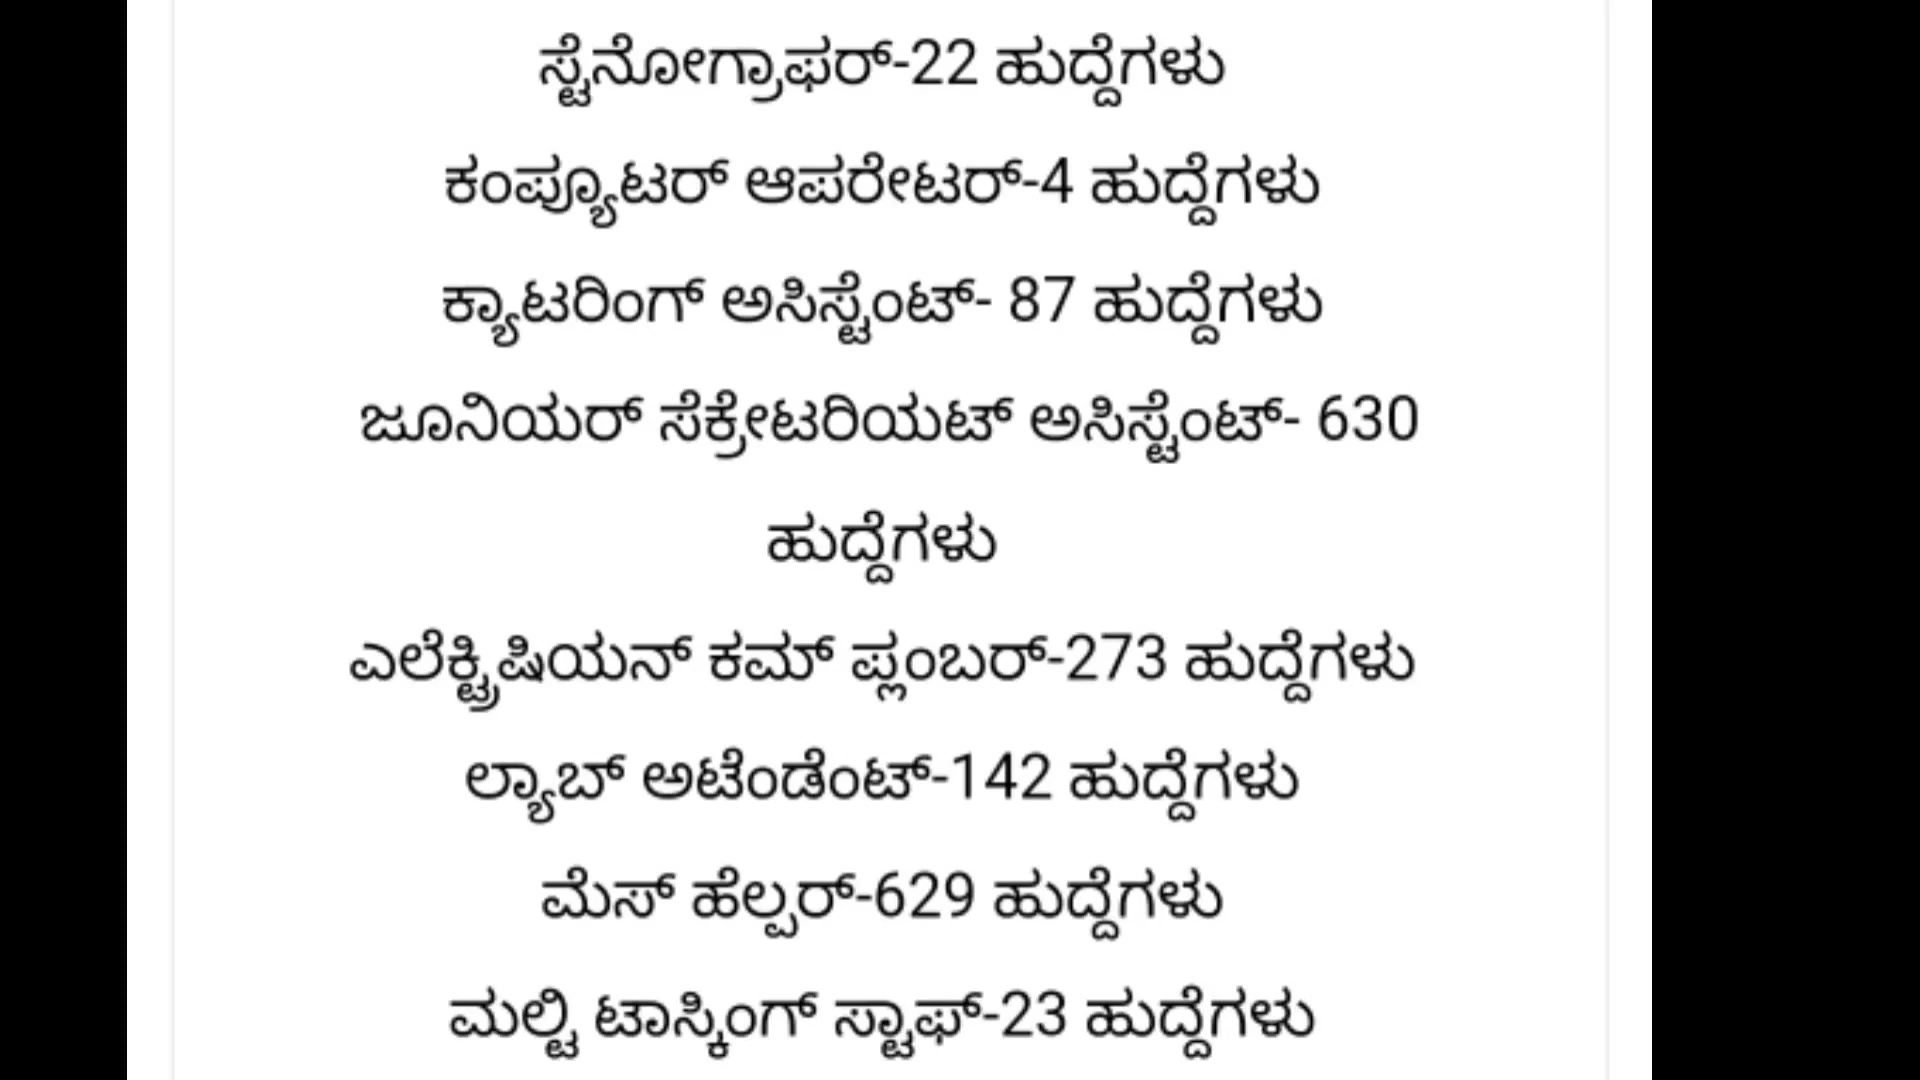 ಸ್ಟೆನೋಗ್ರಾಫರ್-22 ಹುದ್ದೆಗಳು
ಕಂಪ್ಯೂಟರ್ ಆಪರೇಟರ್-4 ಹುದ್ದೆಗಳು
ಕ್ಯಾಟರಿಂಗ್ ಅಸಿಸ್ಟೆಂಟ್- 87 ಹುದ್ದೆಗಳು
ಜೂನಿಯರ್ ಸೆಕ್ರೇಟರಿಯಟ್ ಅಸಿಸ್ಟೆಂಟ್- 630
ಹುದ್ದೆಗಳು
ಎಲೆಕ್ಟ್ರಿಷಿಯನ್ ಕಮ್ ಪ್ಲಂಬರ್-273 ಹುದ್ದೆಗಳು
ಲ್ಯಾಬ್ ಅಟೆಂಡೆಂಟ್-142 ಹುದ್ದೆಗಳು
ಮೆಸ್ ಹೆಲ್ಪರ್-629 ಹುದ್ದೆಗಳು
ಮಲ್ಟಿ ಟಾಸ್ಕಿಂಗ್ ಸ್ಟಾಫ್-23 ಹುದ್ದೆಗಳು